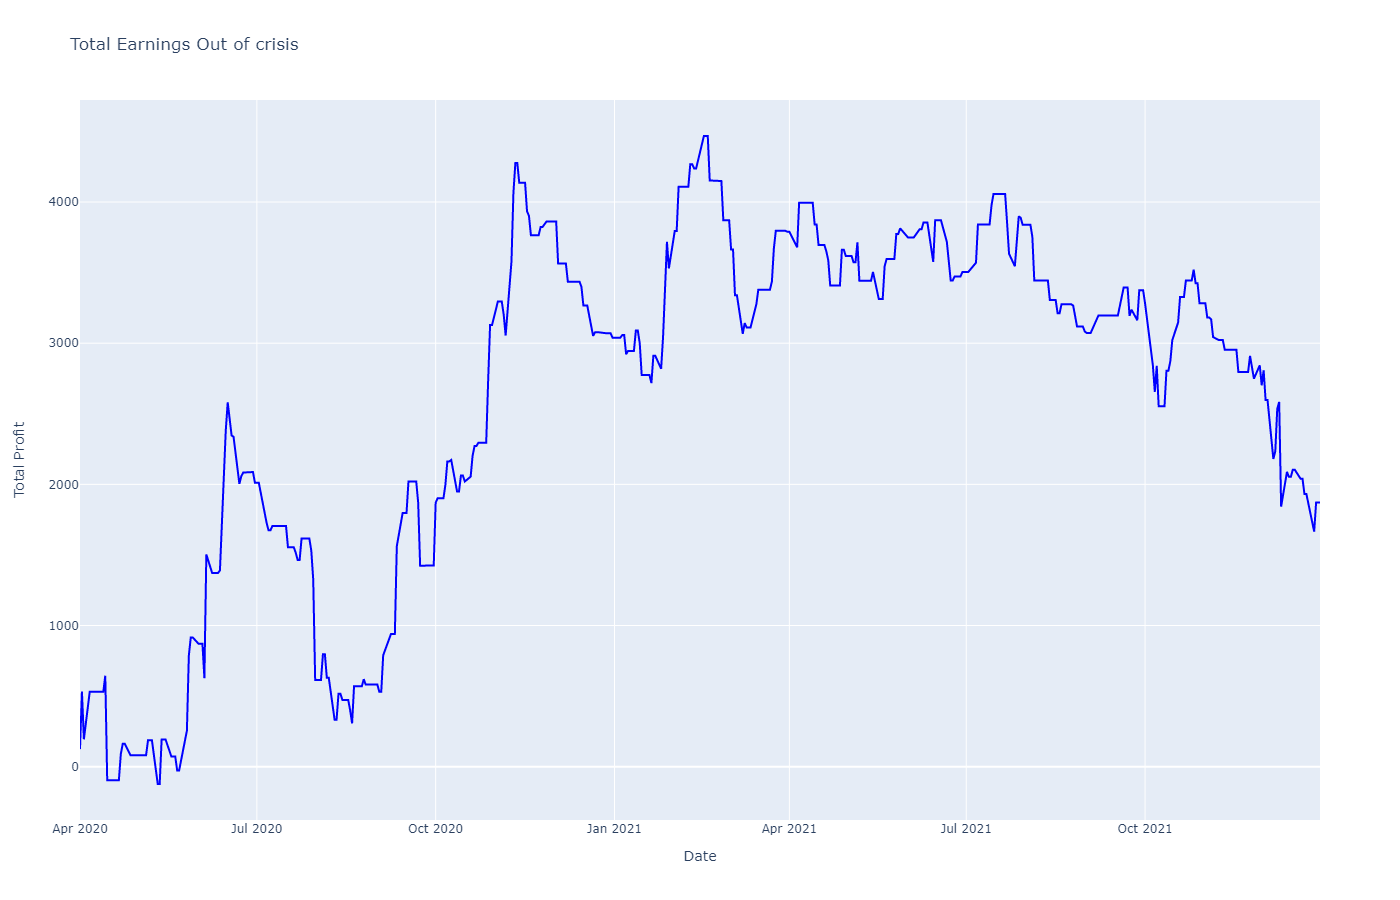 Total Earnings Out of crisis
Total Profit
4000
3000
2000
1000
0
Apr 2020
Jul 2020
Oct 2020
Jan 2021
Apr 2021
Jul 2021
Oct 2021
Date